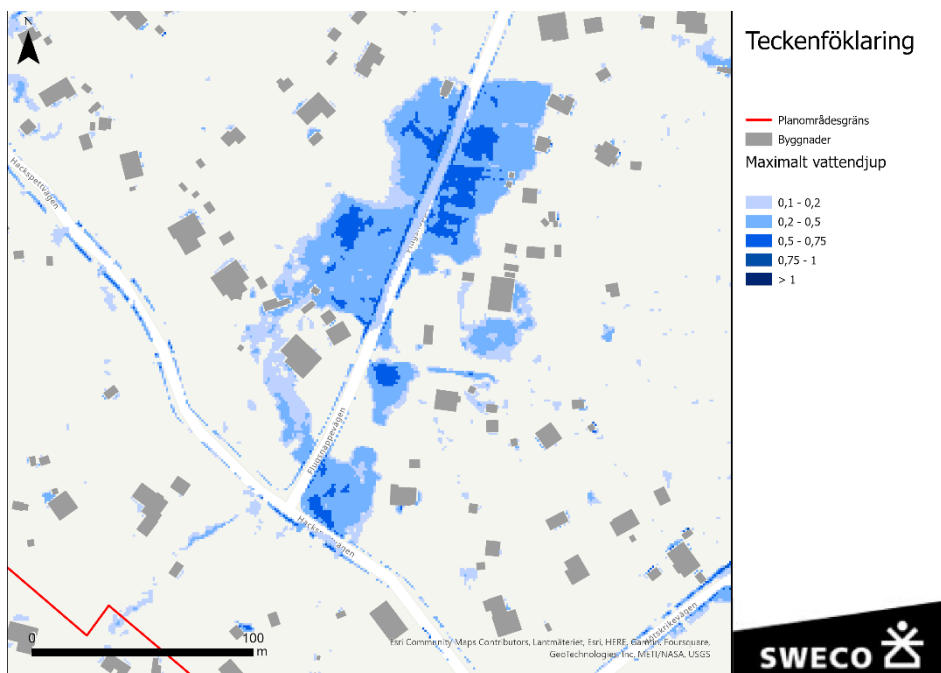 N
Hackspettvägen
Flugsnappevägen
Hackspettvägen
0
100
m
Esri Community Maps Contributors, Lantmäteriet, Esri, HERE, Garmin, Foursquare,
GeoTechnologies, Inc, METI/NASA, USGS
Teckenföklaring
Planområdesgräns
Byggnader
Maximalt vattendjup
0,1 - 0,2
0,2 - 0,5
0,5 - 0,75
0,75 - 1
> 1
SWECO